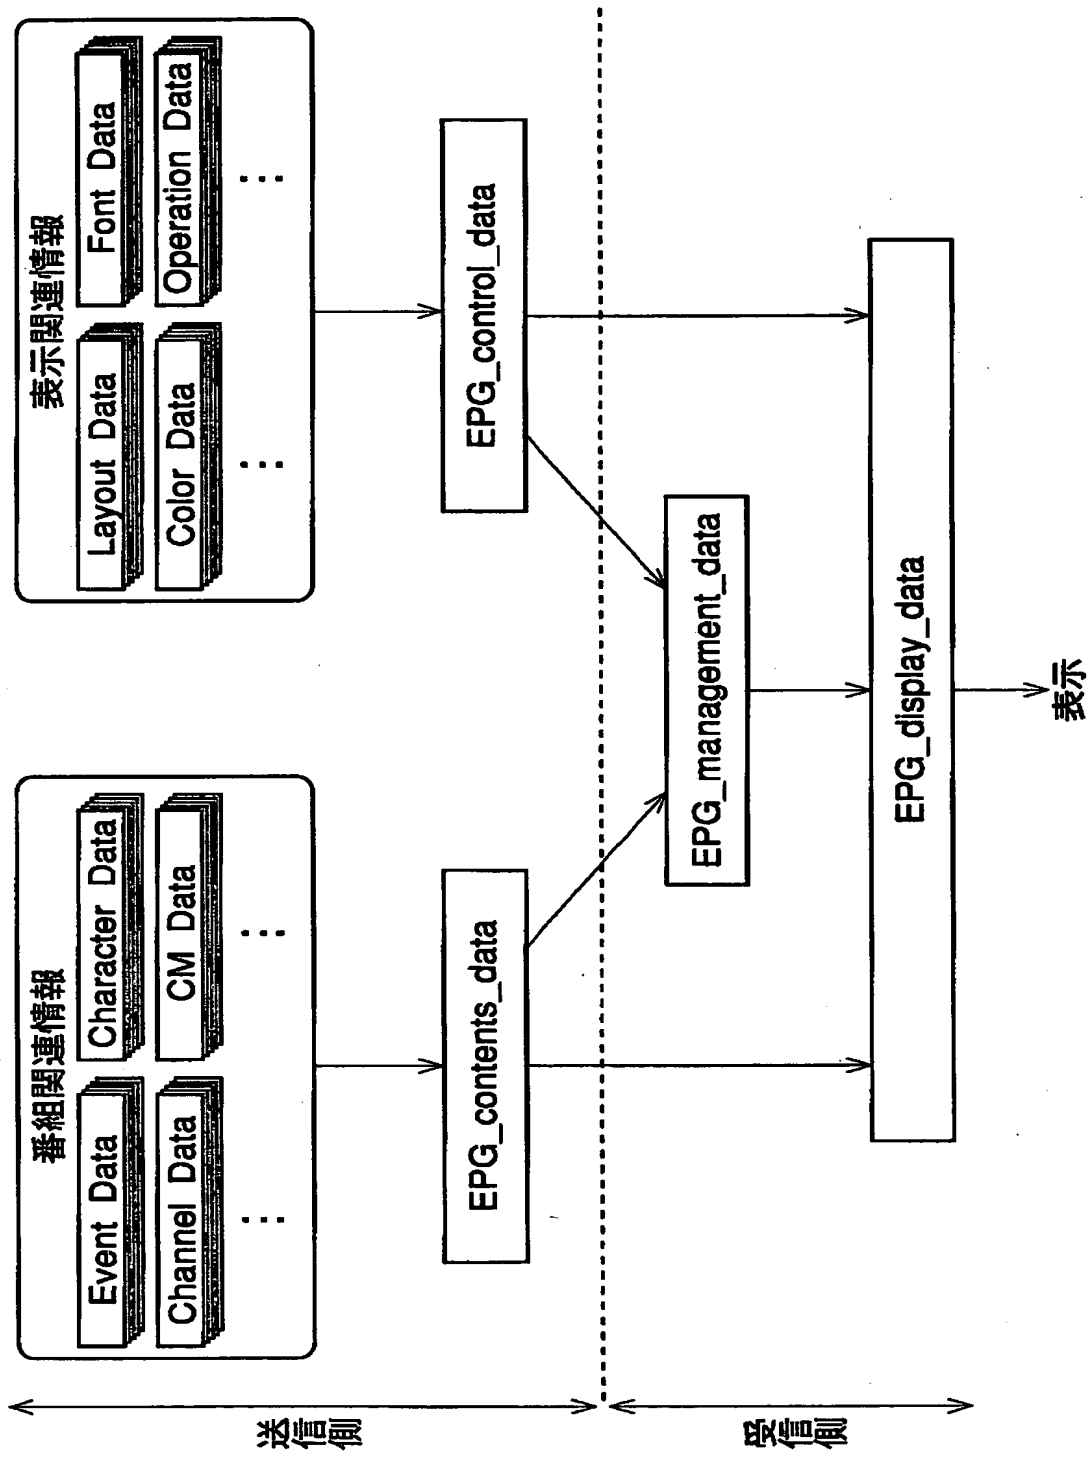 番組関連情報
Event Data
Character Data
Channel Data
CM Data
⋮
⋮
表示関連情報
Layout Data
Font Data
Color Data
Operation Data
⋮
⋮
送信側
EPG_contents_data
EPG_control_data
受信側
EPG_management_data
EPG_display_data
表示